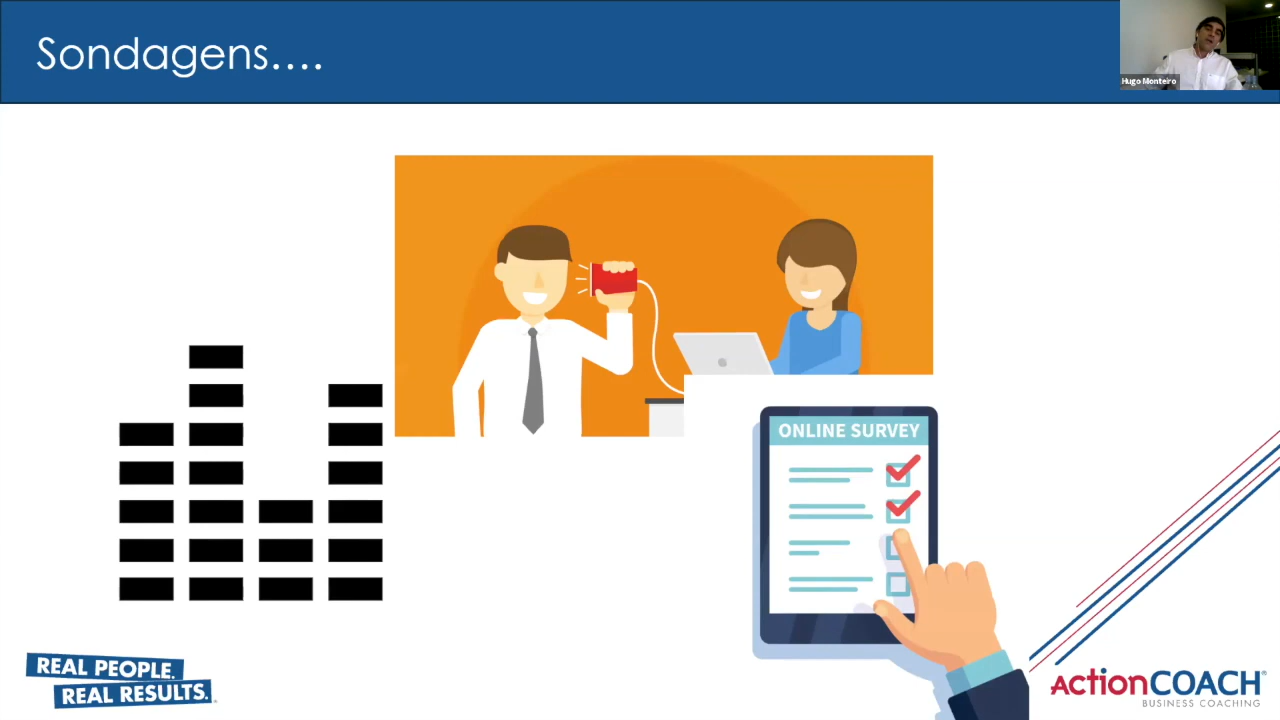 Sondagens....
Hugo Monteiro
ONLINE SURVEY
REAL PEOPLE.
REAL RESULTS.
ActionCOACH®
BUSINESS COACHING